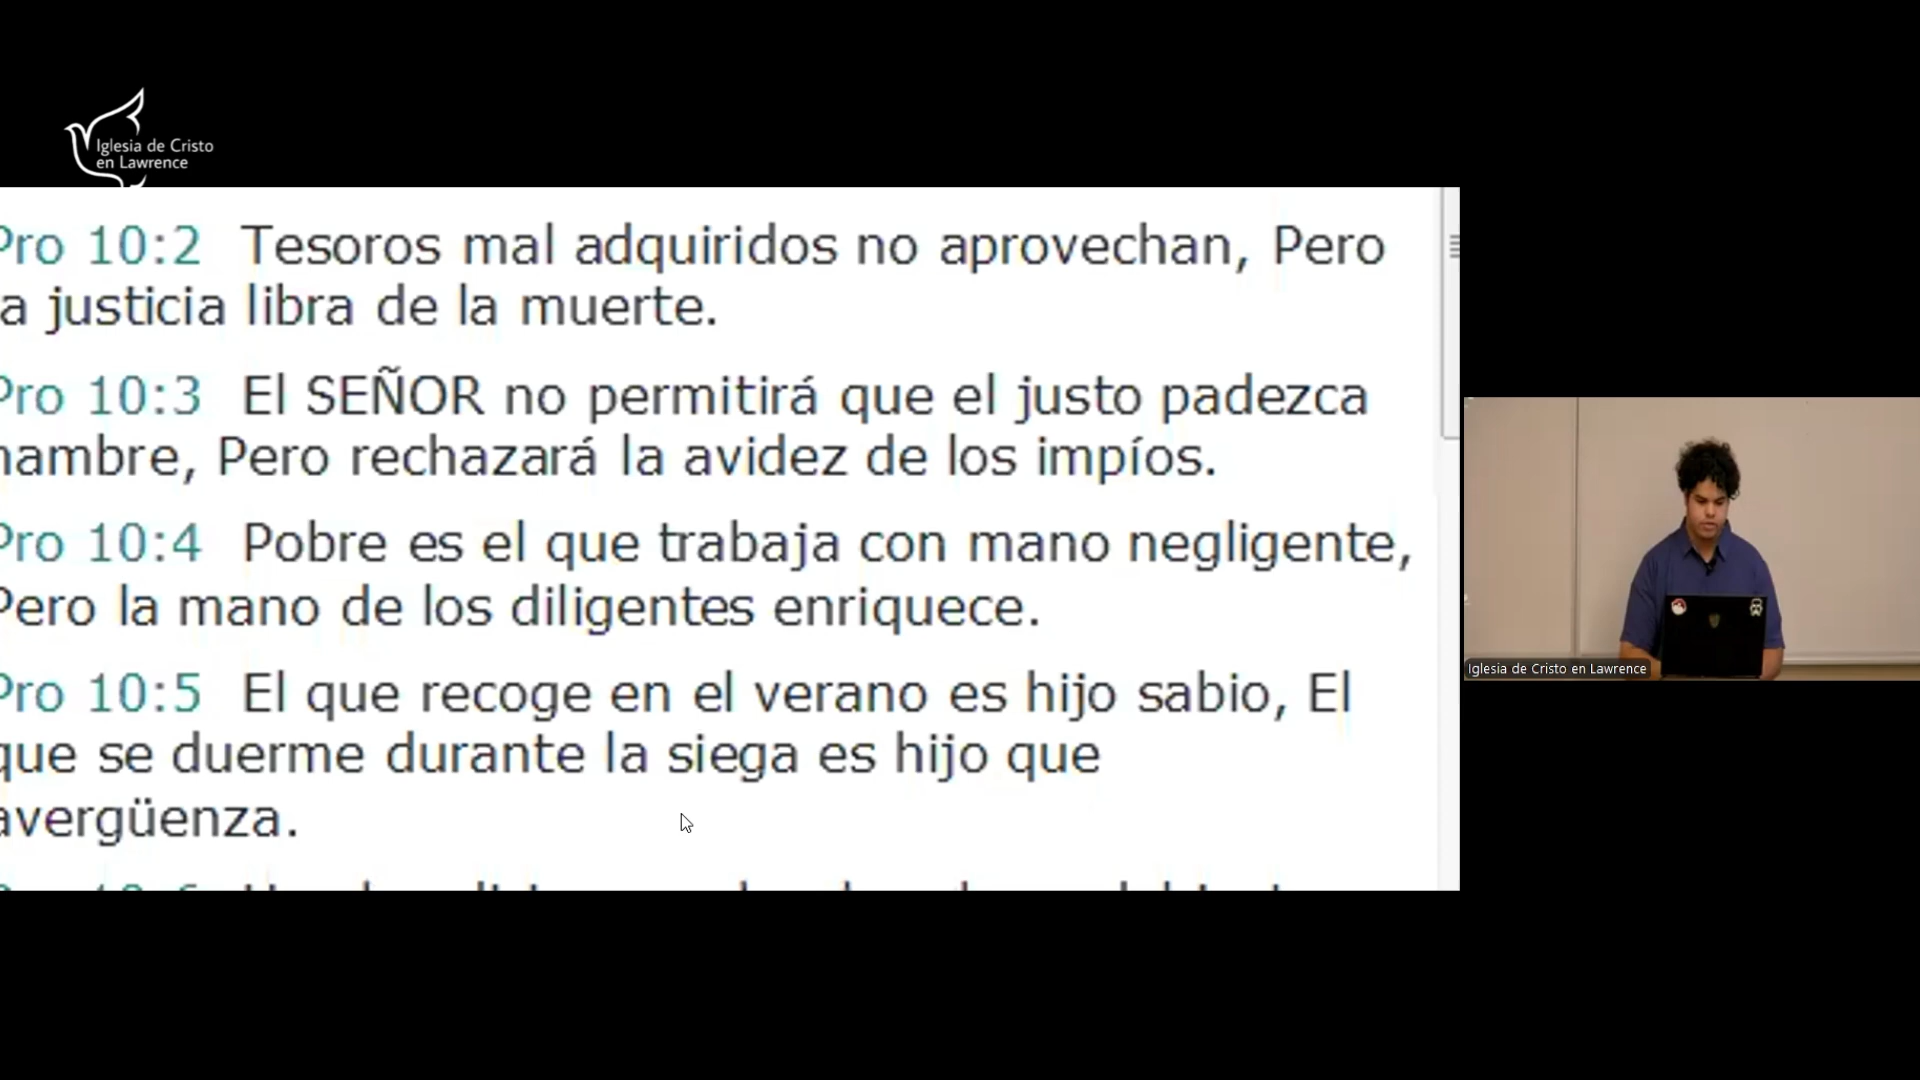 Iglesia de Cristo
en Lawrence
Pro 10:2 Tesoros mal adquiridos no aprovechan, Pero
a justicia libra de la muerte.
Pro 10:3 El SEÑOR no permitirá que el justo padezca
hambre, Pero rechazará la avidez de los impíos.
Pro 10:4 Pobre es el que trabaja con mano negligente,
Pero la mano de los diligentes enriquece.
Pro 10:5 El que recoge en el verano es hijo sabio, El
que se duerme durante la siega es hijo que
avergüenza.
Iglesia de Cristo en Lawrence